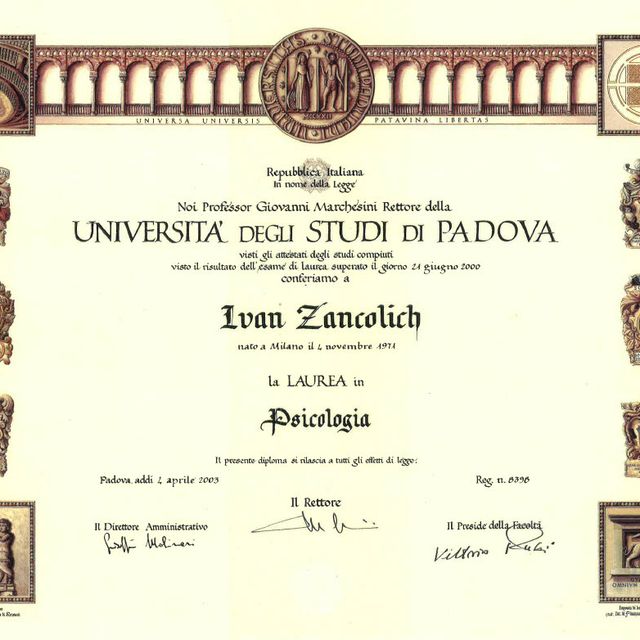 UNIVERSA UNIVERSIS PATAVINA LIBERTAS
Repubblica Italiana
In nome della Legge
Noi Professor Giovanni Marchesini Rettore della
UNIVERSITA' DEGLI STUDI DI PADOVA
visti gli attestati degli studi compiuti
visto il risultato dell'esame di laurea superato il giorno 21 giugno 2000
conferiamo a
Ivan Zancolich
nato a Milano il 4 novembre 1971
la LAUREA in
Psicologia
Il presente diploma si rilascia a tutti gli effetti di legge:
Padova, addì 4 aprile 2003
Reg. n. 8398
Il Rettore
Il Direttore Amministrativo
Il Preside della Facoltà